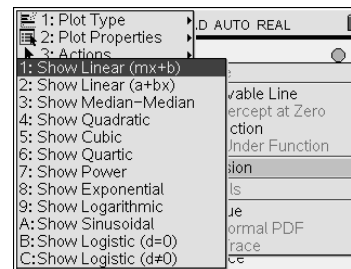 1: Plot Type
.D AUTO REAL
2: Plot Properties
3: Actions
1: Show Linear (mx+b)
2: Show Linear (a+bx)
vable Line
3: Show Median-Median
ercept at Zero
4: Show Quadratic
ction
5: Show Cubic
Under Function
6: Show Quartic
sion
7: Show Power
8: Show Exponential
ls
9: Show Logarithmic
ue
A: Show Sinusoidal
ormal PDF
B: Show Logistic (d=0)
race
C: Show Logistic (d≠0)